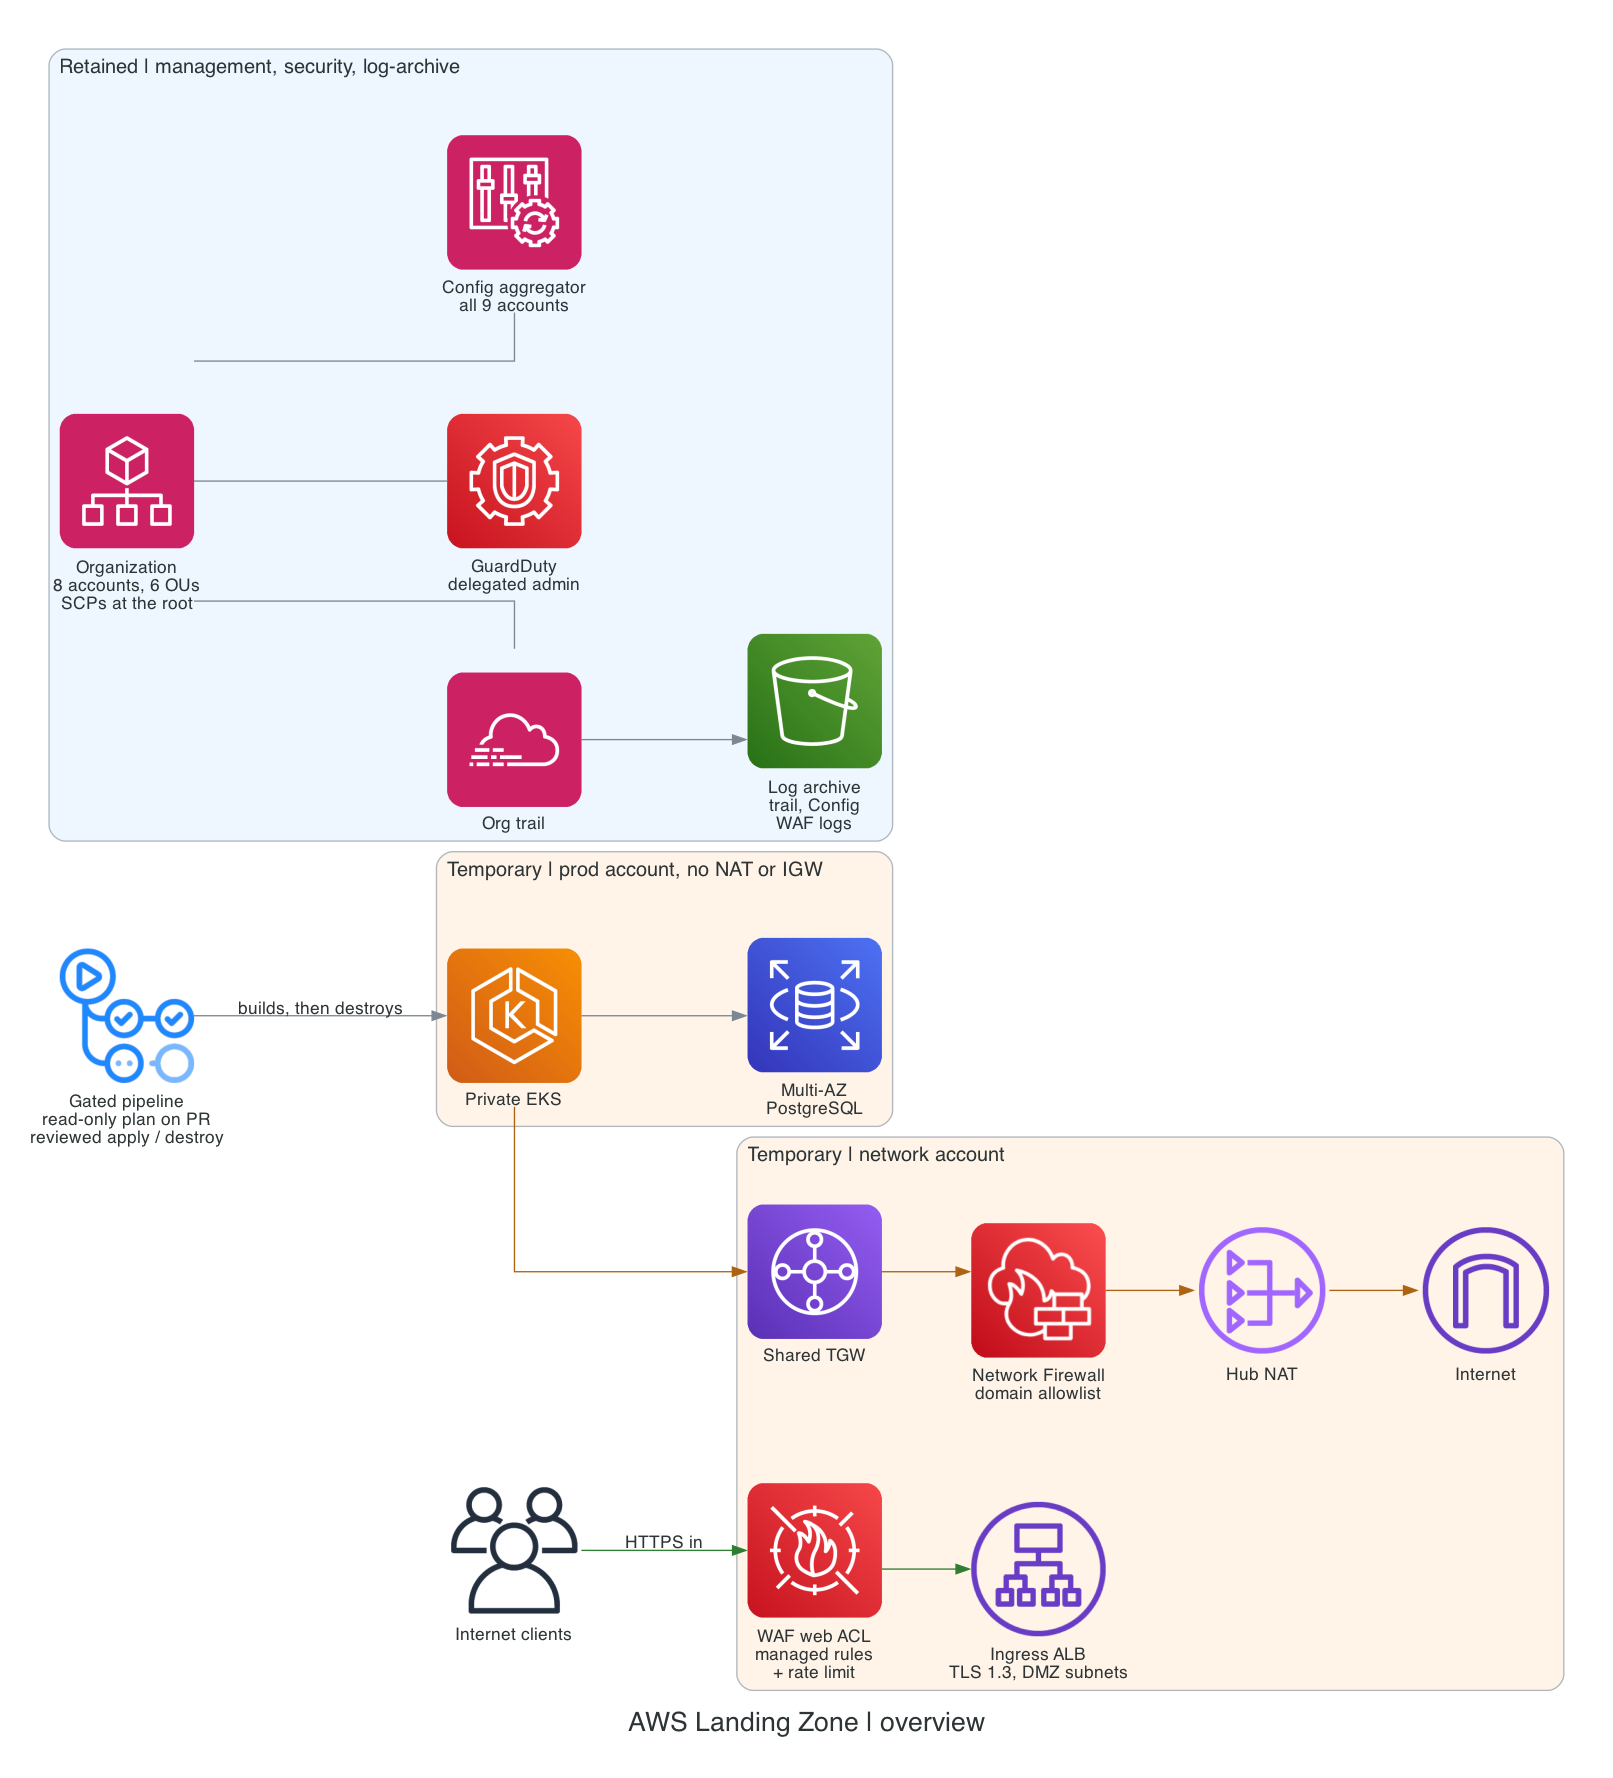 Retained | management, security, log-archive
Config aggregator
all 9 accounts
Organization
8 accounts, 6 OUs
SCPs at the root
GuardDuty
delegated admin
Org trail
Log archive
trail, Config
WAF logs
Temporary | prod account, no NAT or IGW
builds, then destroys
Gated pipeline
read-only plan on PR
reviewed apply / destroy
K
Private EKS
Multi-AZ
PostgreSQL
Temporary | network account
Shared TGW
Network Firewall
domain allowlist
Hub NAT
Internet
Internet clients
HTTPS in
WAF web ACL
managed rules
+ rate limit
Ingress ALB
TLS 1.3, DMZ subnets
AWS Landing Zone | overview